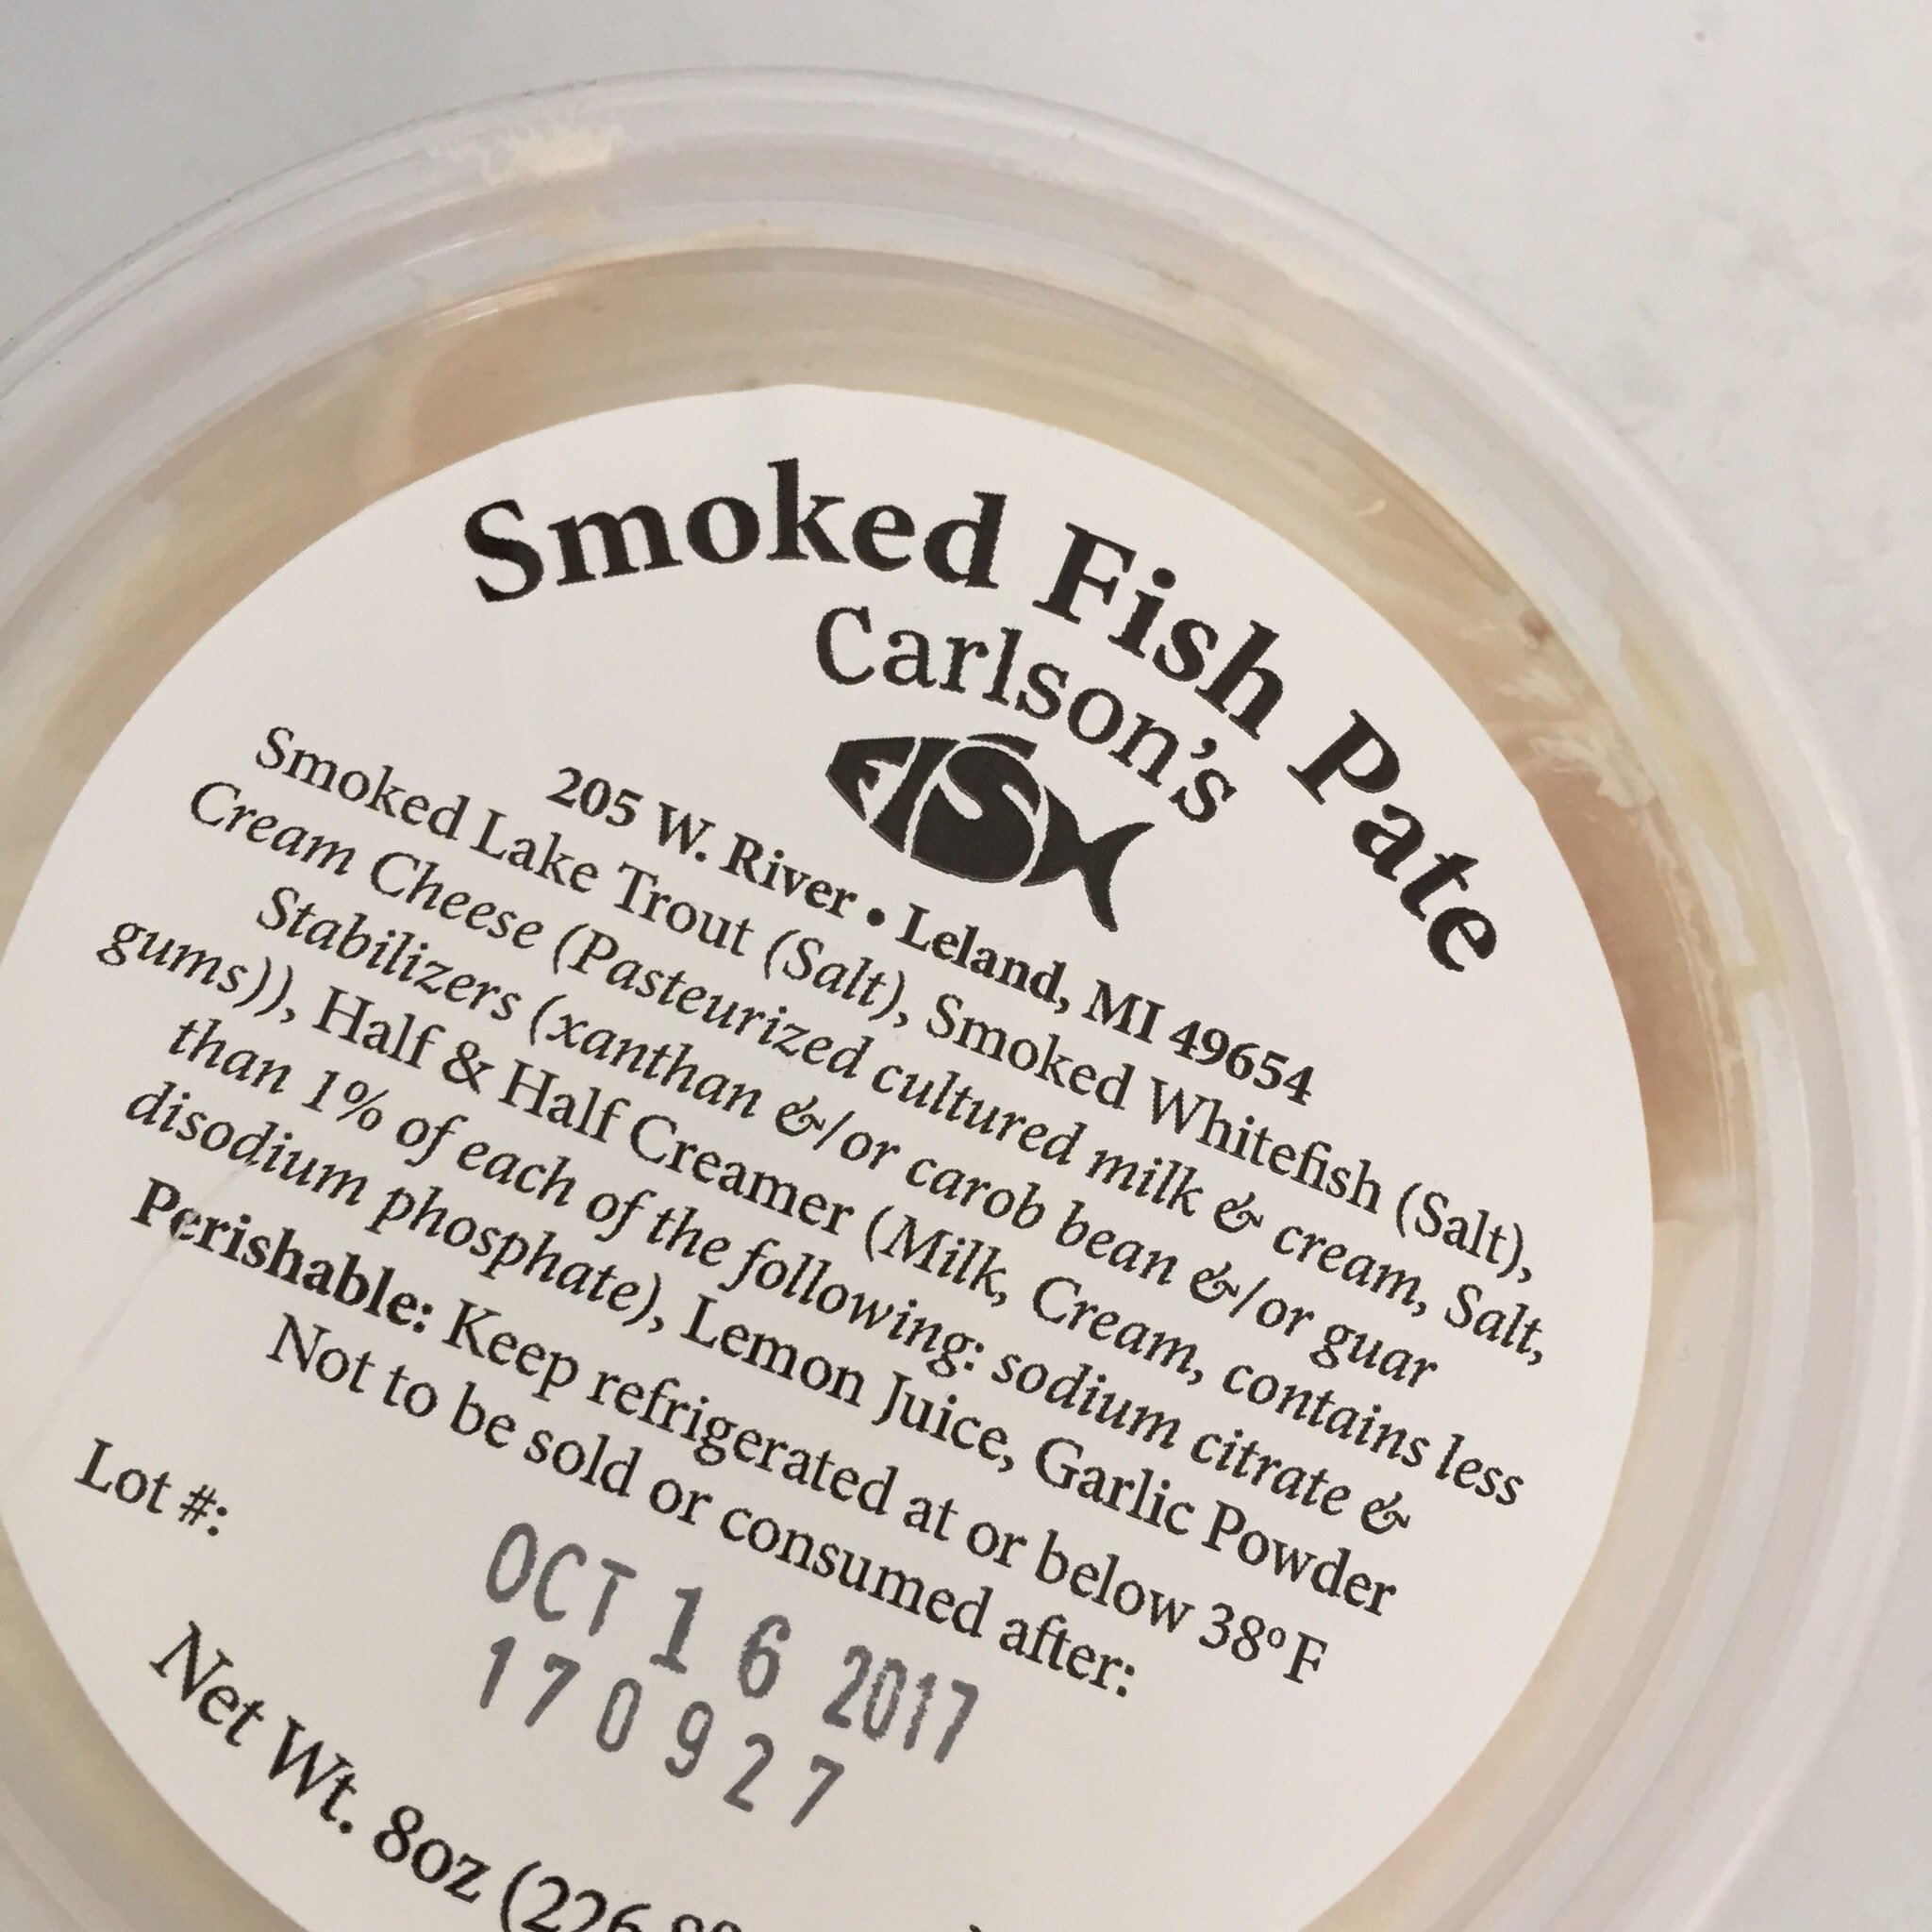 Smoked Fish Pate
Carlson's
FISH
205 W. River • Leland, MI 49654
Smoked Lake Trout (Salt), Smoked Whitefish (Salt),
Cream Cheese (Pasteurized cultured milk & cream, Salt,
Stabilizers (xanthan &/or carob bean &/or guar
gums)), Half & Half Creamer (Milk, Cream, contains less
than 1% of each of the following: sodium citrate &
disodium phosphate), Lemon Juice, Garlic Powder
Perishable: Keep refrigerated at or below 38ºF
Not to be sold or consumed after:
OCT 16 2017
Lot #: 170927
Net Wt. 8oz